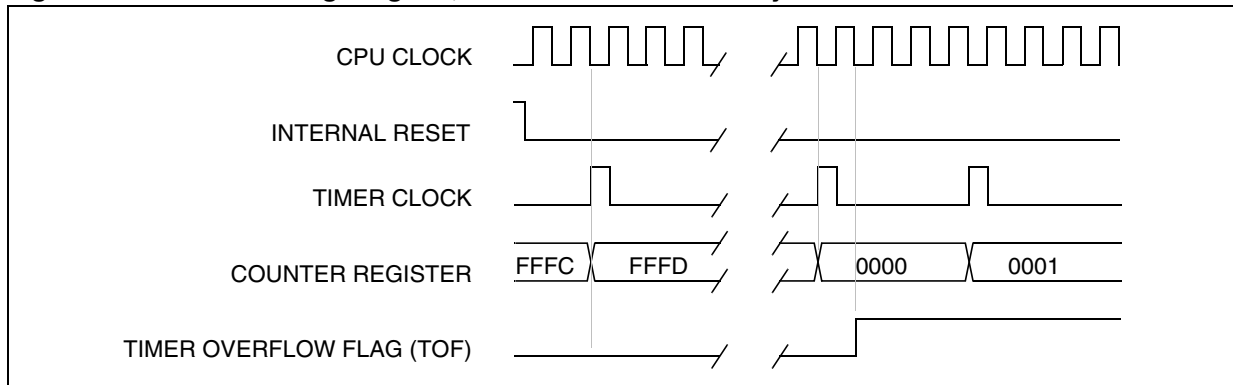 CPU CLOCK
INTERNAL RESET
TIMER CLOCK
COUNTER REGISTER FFFC FFFD 0000 0001
TIMER OVERFLOW FLAG (TOF)